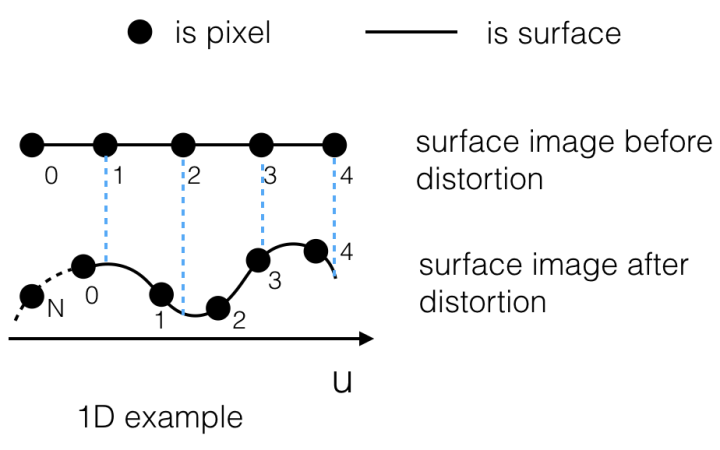 is pixel is surface
0 1 2 3 4
surface image before
distortion
4
surface image after
distortion
3
N 0 1 2
u
1D example